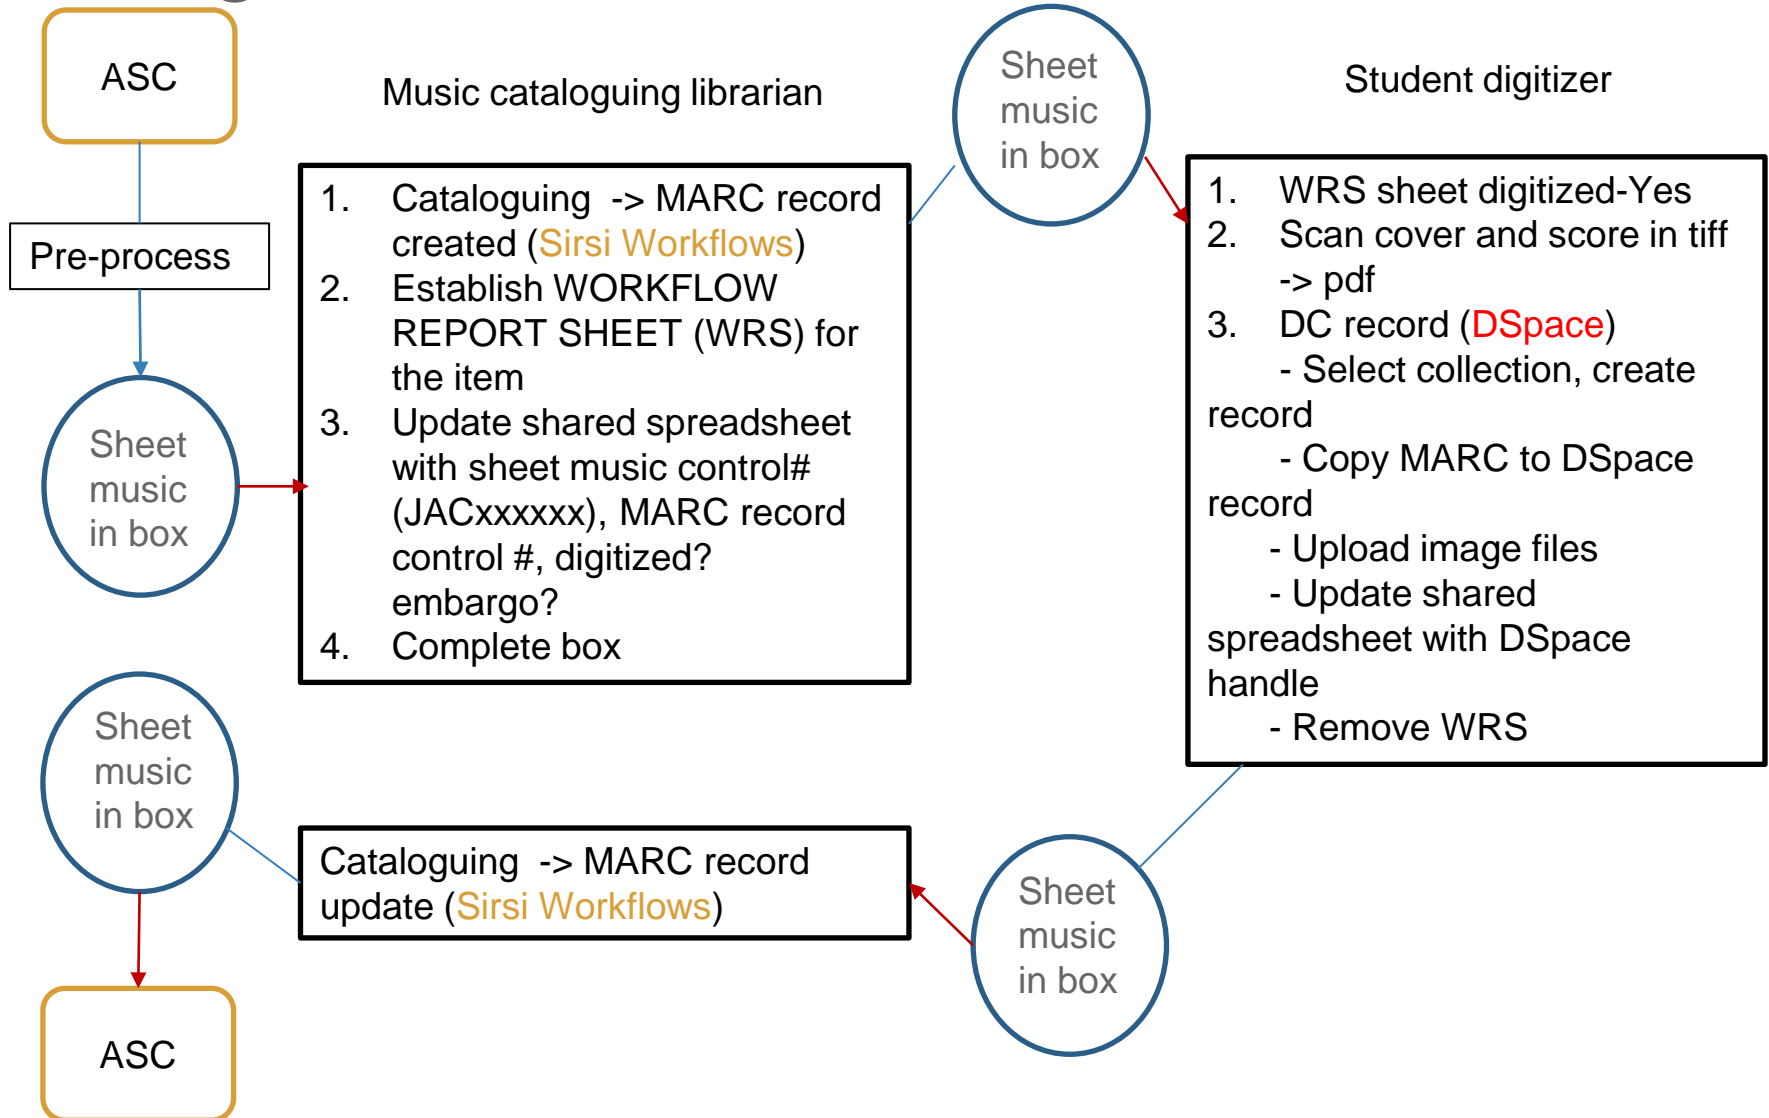 ASC
Pre-process
Sheet
music
in box
Music cataloguing librarian
1. Cataloguing -> MARC record
created (Sirsi Workflows)
2. Establish WORKFLOW
REPORT SHEET (WRS) for
the item
3. Update shared spreadsheet
with sheet music control#
(JACxxxxxx), MARC record
control #, digitized?
embargo?
4. Complete box
Sheet
music
in box
Student digitizer
1. WRS sheet digitized-Yes
2. Scan cover and score in tiff
-> pdf
3. DC record (DSpace)
- Select collection, create
record
- Copy MARC to DSpace
record
- Upload image files
- Update shared
spreadsheet with DSpace
handle
- Remove WRS
Sheet
music
in box
Cataloguing -> MARC record
update (Sirsi Workflows)
Sheet
music
in box
ASC